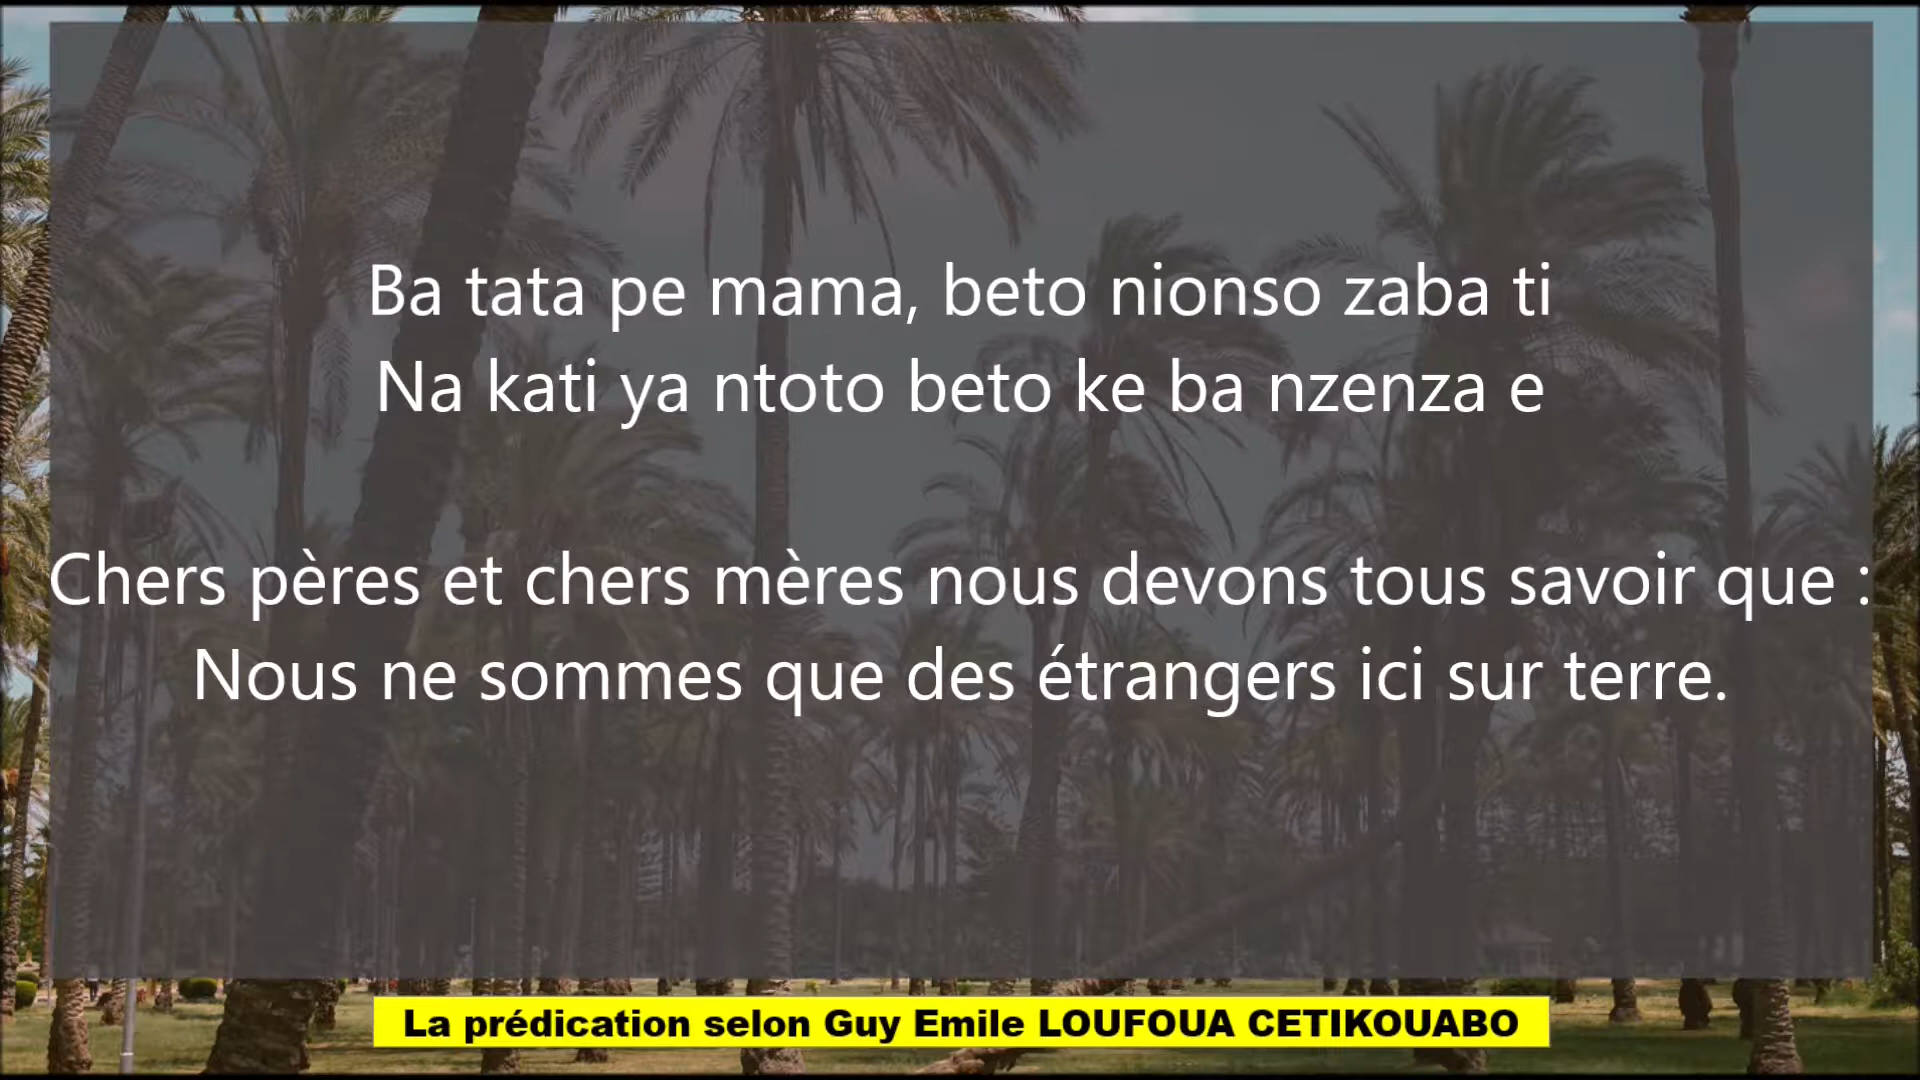 Ba tata pe mama, beto nionso zaba ti
Na kati ya ntoto beto ke ba nzenza e
Chers pères et chers mères nous devons tous savoir que :
Nous ne sommes que des étrangers ici sur terre.
La prédication selon Guy Emile LOUFOUA CETIKOUABO